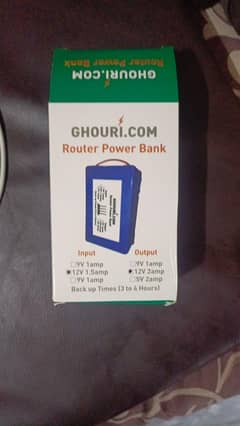 Router Power Bank
GHOURI.COM
GHOURI.COM
Router Power Bank
Input Output
9V 1amp 9V 1amp
12V 1.5amp 12V 2amp
9V 1amp 5V 2amp
Back up Times (3 to 4 Hours)